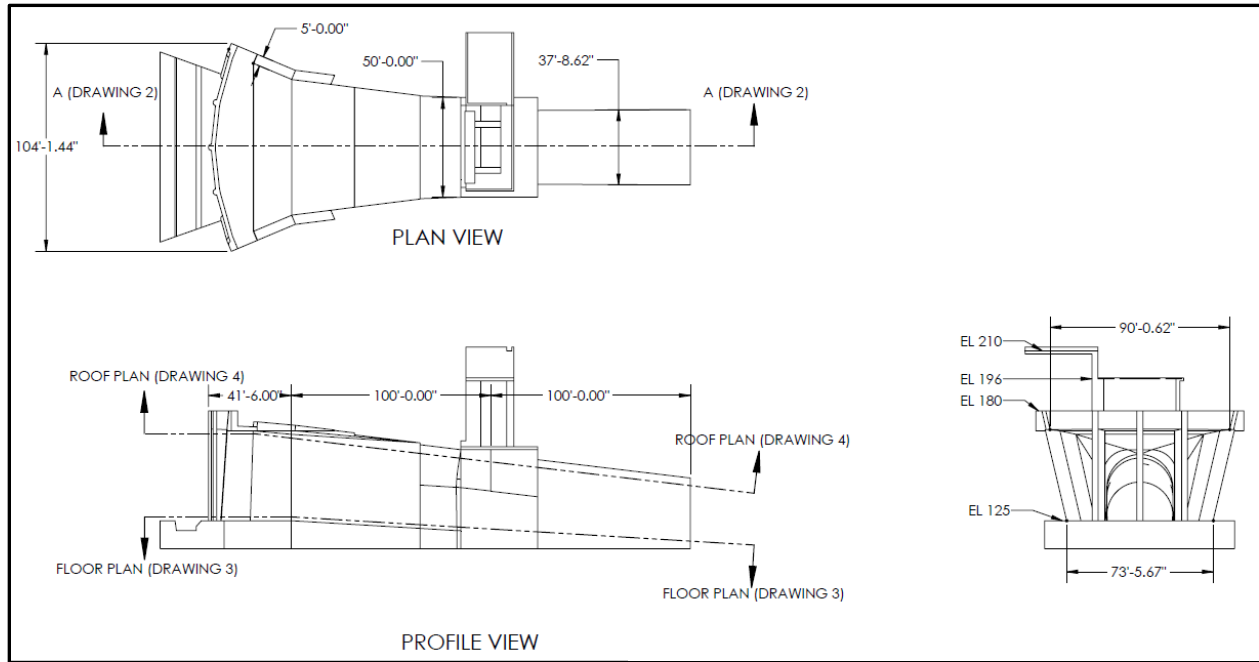 5'-0.00"
50'-0.00"
37'-8.62"
A (DRAWING 2)
A (DRAWING 2)
104'-1.44"
PLAN VIEW
90'-0.62"
EL 210
ROOF PLAN (DRAWING 4)
EL 196
41'-6.00"
100'-0.00"
100'-0.00"
EL 180
ROOF PLAN (DRAWING 4)
EL 125
FLOOR PLAN (DRAWING 3)
73'-5.67"
FLOOR PLAN (DRAWING 3)
PROFILE VIEW